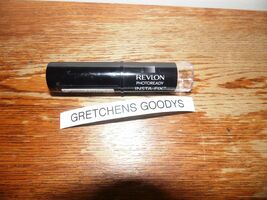 REVLON
PHOTOREADY
INSTA-FIX
GRETCHENS GOODYS